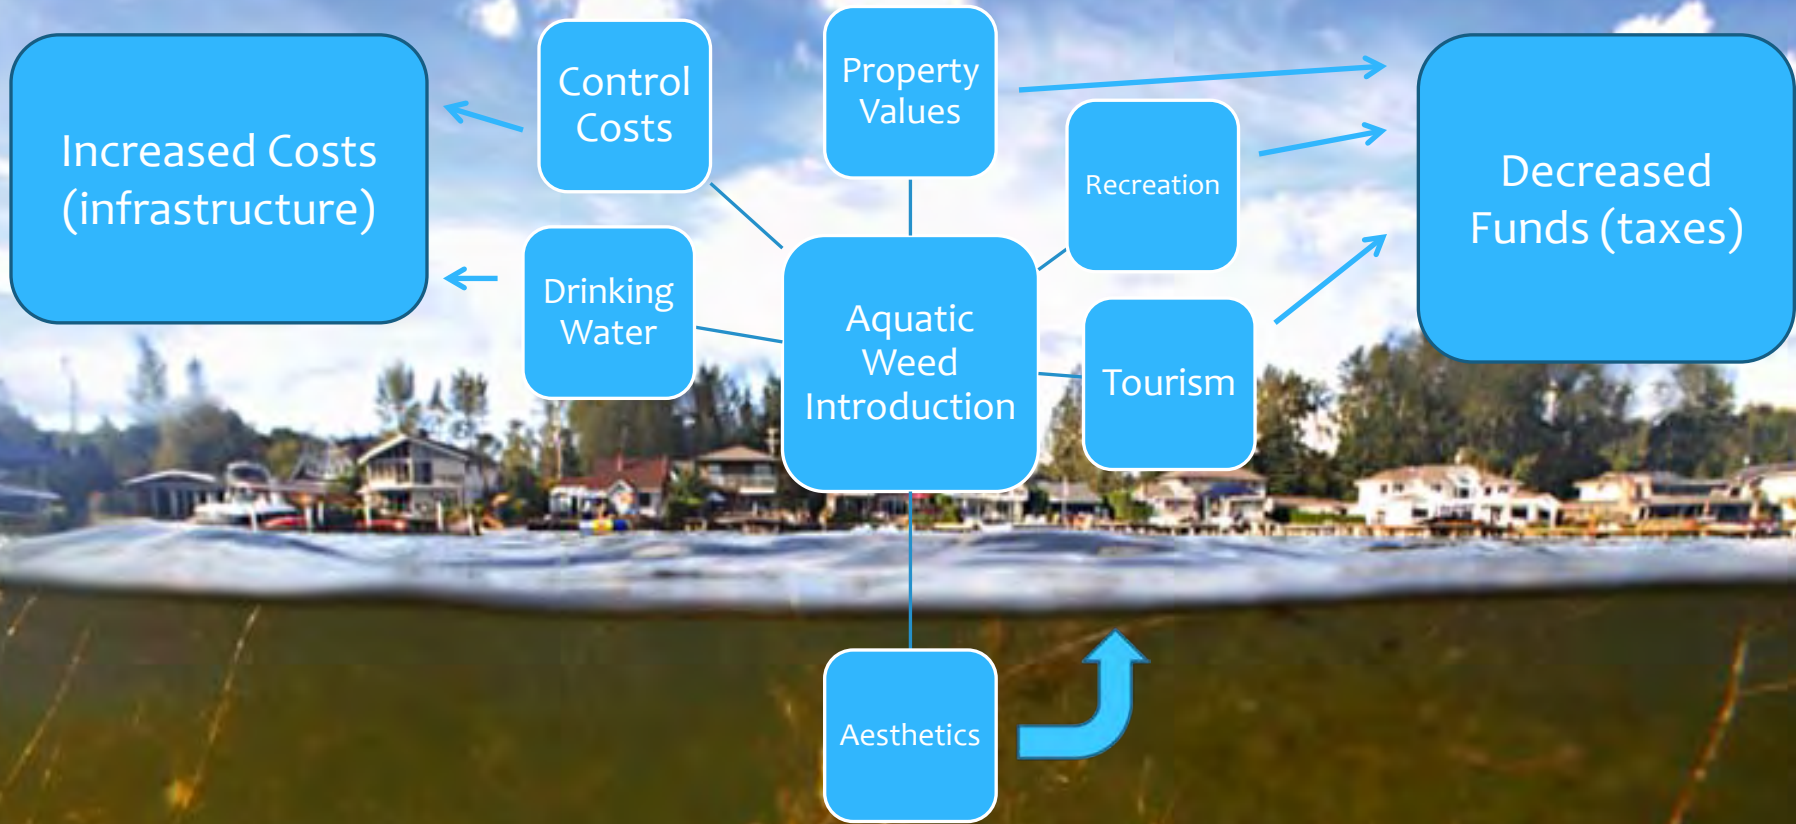 Increased Costs
(infrastructure)
Control
Costs
Property
Values
Recreation
Decreased
Funds (taxes)
Drinking
Water
Aquatic
Weed
Introduction
Tourism
Aesthetics